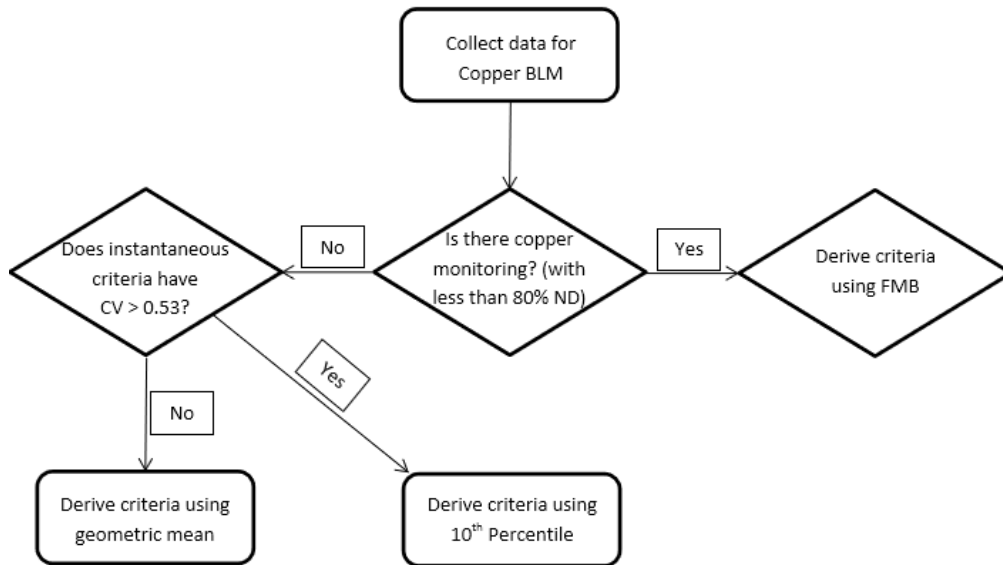 Collect data for
Copper BLM
Does instantaneous
criteria have
CV > 0.53?
No
Is there copper
monitoring? (with
less than 80% ND)
Yes
Derive criteria
using FMB
No
Yes
Derive criteria using
geometric mean
Derive criteria using
10th Percentile